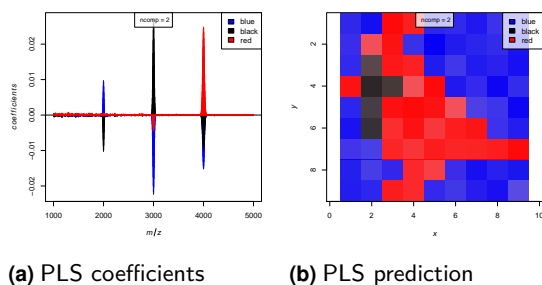 ncomp = 2
blue
black
red
coefficients
0.02
0.01
0.00
−0.01
−0.02
1000
2000
3000
4000
5000
m/z
(a) PLS coefficients
ncomp = 2
blue
black
red
y
2
4
6
8
0
2
4
6
8
10
x
(b) PLS prediction